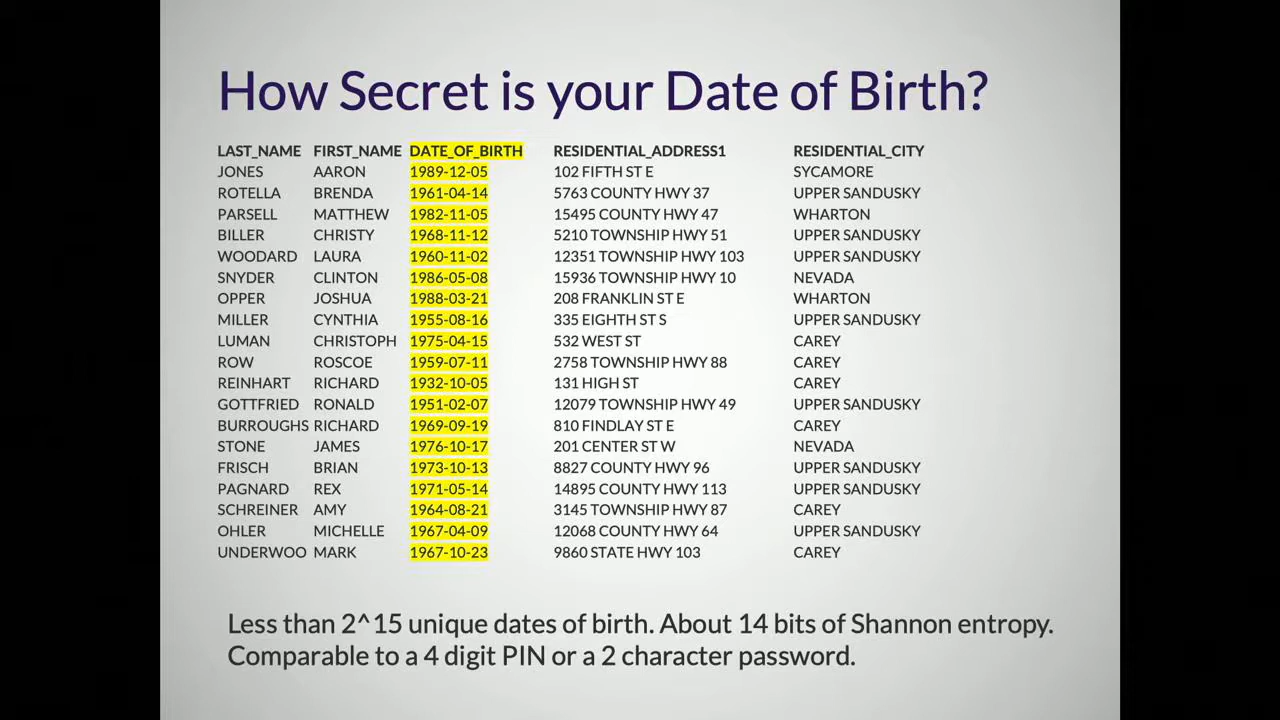 How Secret is your Date of Birth?
LAST_NAME FIRST_NAME DATE_OF_BIRTH RESIDENTIAL_ADDRESS1 RESIDENTIAL_CITY
JONES AARON 1989-12-05 102 FIFTH ST E SYCAMORE
ROTELLA BRENDA 1961-04-14 5763 COUNTY HWY 37 UPPER SANDUSKY
PARSELL MATTHEW 1982-11-05 15495 COUNTY HWY 47 WHARTON
BILLER CHRISTY 1968-11-12 5210 TOWNSHIP HWY 51 UPPER SANDUSKY
WOODARD LAURA 1960-11-02 12351 TOWNSHIP HWY 103 UPPER SANDUSKY
SNYDER CLINTON 1986-05-08 15936 TOWNSHIP HWY 10 NEVADA
OPPER JOSHUA 1988-03-21 208 FRANKLIN ST E WHARTON
MILLER CYNTHIA 1955-08-16 335 EIGHTH ST S UPPER SANDUSKY
LUMAN CHRISTOPH 1975-04-15 532 WEST ST CAREY
ROW ROSCOE 1959-07-11 2758 TOWNSHIP HWY 88 CAREY
REINHART RICHARD 1932-10-05 131 HIGH ST CAREY
GOTTFRIED RONALD 1951-02-07 12079 TOWNSHIP HWY 49 UPPER SANDUSKY
BURROUGHS RICHARD 1969-09-19 810 FINDLAY ST E CAREY
STONE JAMES 1976-10-17 201 CENTER ST W NEVADA
FRISCH BRIAN 1973-10-13 8827 COUNTY HWY 96 UPPER SANDUSKY
PAGNARD REX 1971-05-14 14895 COUNTY HWY 113 UPPER SANDUSKY
SCHREINER AMY 1964-08-21 3145 TOWNSHIP HWY 87 CAREY
OHLER MICHELLE 1967-04-09 12068 COUNTY HWY 64 UPPER SANDUSKY
UNDERWOO MARK 1967-10-23 9860 STATE HWY 103 CAREY
Less than 2^15 unique dates of birth. About 14 bits of Shannon entropy.
Comparable to a 4 digit PIN or a 2 character password.